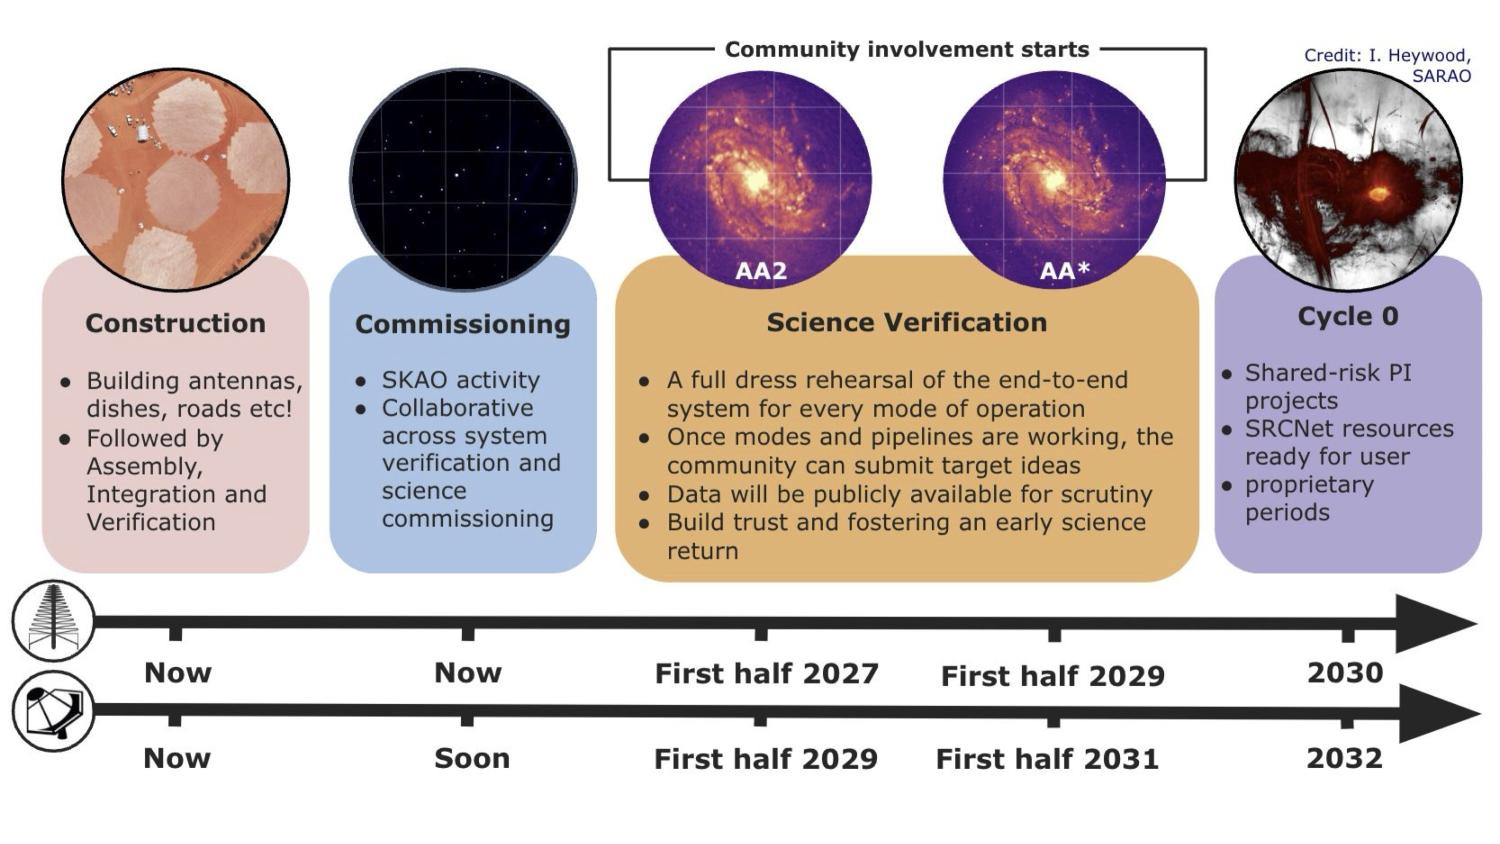 Community involvement starts
Credit: I. Heywood,
SARAO
AA2
AA*
Construction
● Building antennas,
dishes, roads etc!
● Followed by
Assembly,
Integration and
Verification
Commissioning
● SKAO activity
● Collaborative
across system
verification and
science
commissioning
Science Verification
● A full dress rehearsal of the end-to-end
system for every mode of operation
● Once modes and pipelines are working, the
community can submit target ideas
● Data will be publicly available for scrutiny
● Build trust and fostering an early science
return
Cycle 0
● Shared-risk PI
projects
● SRCNet resources
ready for user
● proprietary
periods
Now
Now
First half 2027
First half 2029
2030
Now
Soon
First half 2029
First half 2031
2032